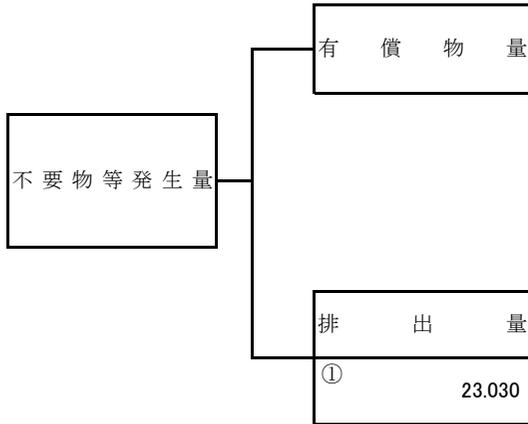 有償物量
不要物等発生量
排出量
①
23.030